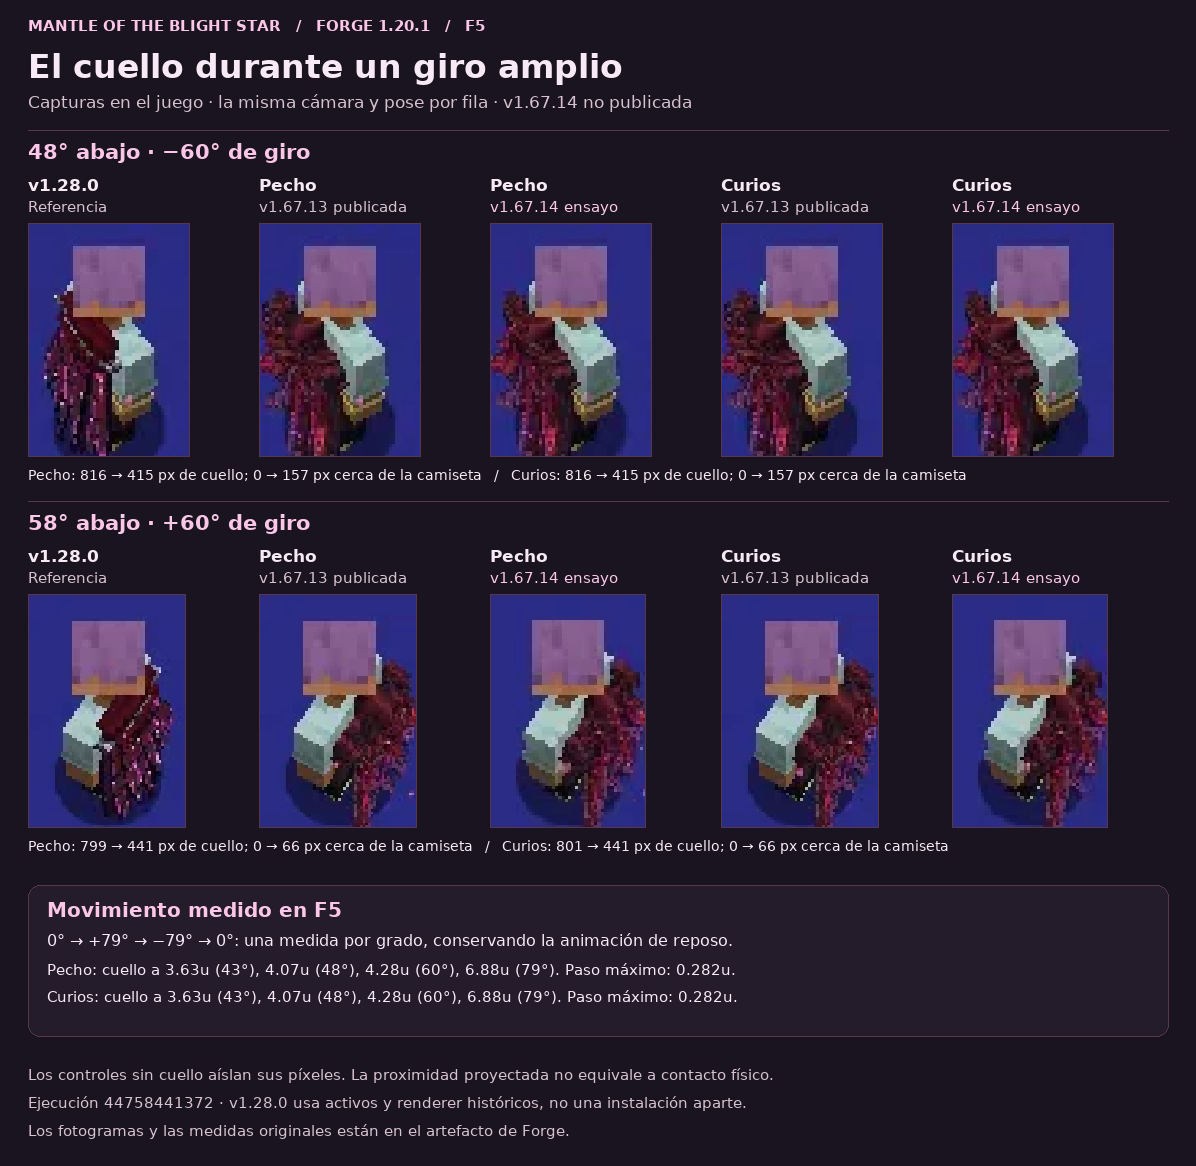 MANTLE OF THE BLIGHT STAR / FORGE 1.20.1 / F5
El cuello durante un giro amplio
Capturas en el juego · la misma cámara y pose por fila · v1.67.14 no publicada
48° abajo · −60° de giro
v1.28.0 Pecho Pecho Curios Curios
Referencia v1.67.13 publicada v1.67.14 ensayo v1.67.13 publicada v1.67.14 ensayo
Pecho: 816 → 415 px de cuello; 0 → 157 px cerca de la camiseta / Curios: 816 → 415 px de cuello; 0 → 157 px cerca de la camiseta
58° abajo · +60° de giro
v1.28.0 Pecho Pecho Curios Curios
Referencia v1.67.13 publicada v1.67.14 ensayo v1.67.13 publicada v1.67.14 ensayo
Pecho: 799 → 441 px de cuello; 0 → 66 px cerca de la camiseta / Curios: 801 → 441 px de cuello; 0 → 66 px cerca de la camiseta
Movimiento medido en F5
0° → +79° → −79° → 0°: una medida por grado, conservando la animación de reposo.
Pecho: cuello a 3.63u (43°), 4.07u (48°), 4.28u (60°), 6.88u (79°). Paso máximo: 0.282u.
Curios: cuello a 3.63u (43°), 4.07u (48°), 4.28u (60°), 6.88u (79°). Paso máximo: 0.282u.
Los controles sin cuello aíslan sus píxeles. La proximidad proyectada no equivale a contacto físico.
Ejecución 44758441372 · v1.28.0 usa activos y renderer históricos, no una instalación aparte.
Los fotogramas y las medidas originales están en el artefacto de Forge.